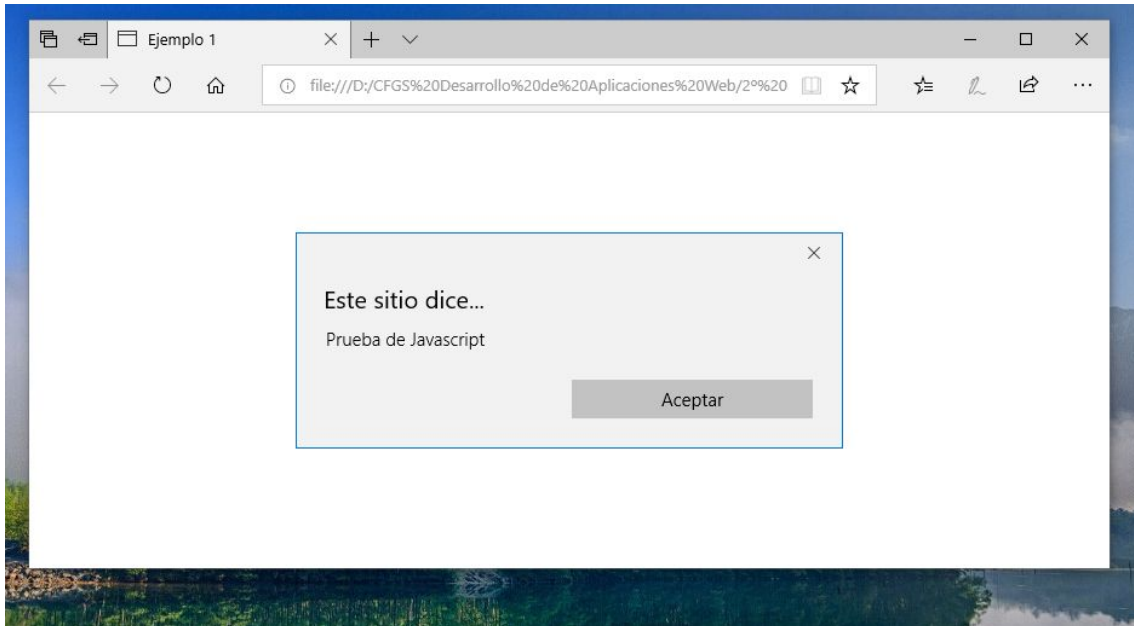 Ejemplo 1
file:///D:/CFGS%20Desarrollo%20de%20Aplicaciones%20Web/2º%20
Este sitio dice...
Prueba de Javascript
Aceptar